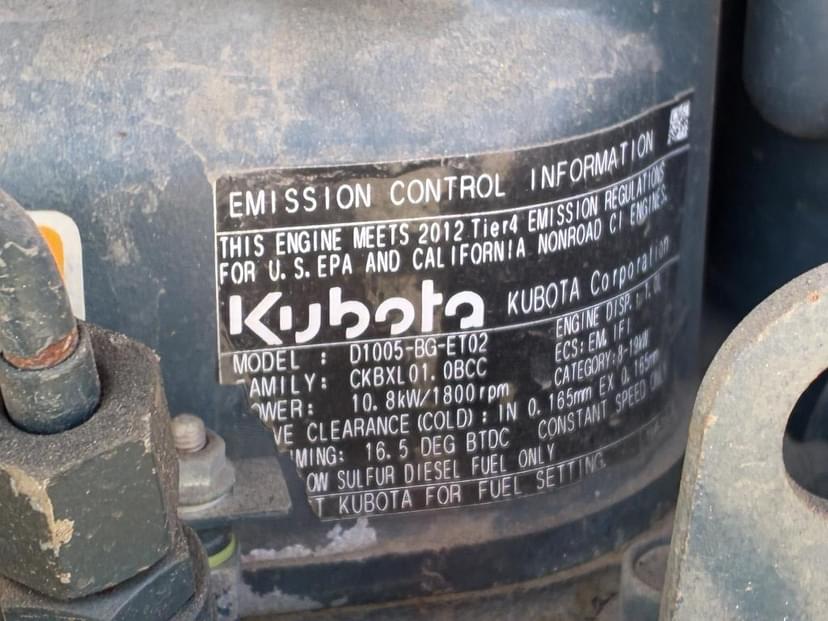 EMISSION CONTROL INFORMATION
THIS ENGINE MEETS 2012 Tier4 EMISSION REGULATIONS
FOR U.S.EPA AND CALIFORNIA NONROAD CI ENGINES.
Kubota KUBOTA Corporation
MODEL : D1005-BG-ET02 ENGINE DISP.: 1.0L
AMILY: CKBXL01.0BCC ECS: EM, IFI
OWER: 10.8kW/1800rpm CATEGORY:8-19kW
VE CLEARANCE (COLD) : IN 0.165mm EX 0.165mm
MING: 16.5 DEG BTDC CONSTANT SPEED ONLY
OW SULFUR DIESEL FUEL ONLY
T KUBOTA FOR FUEL SETTING.